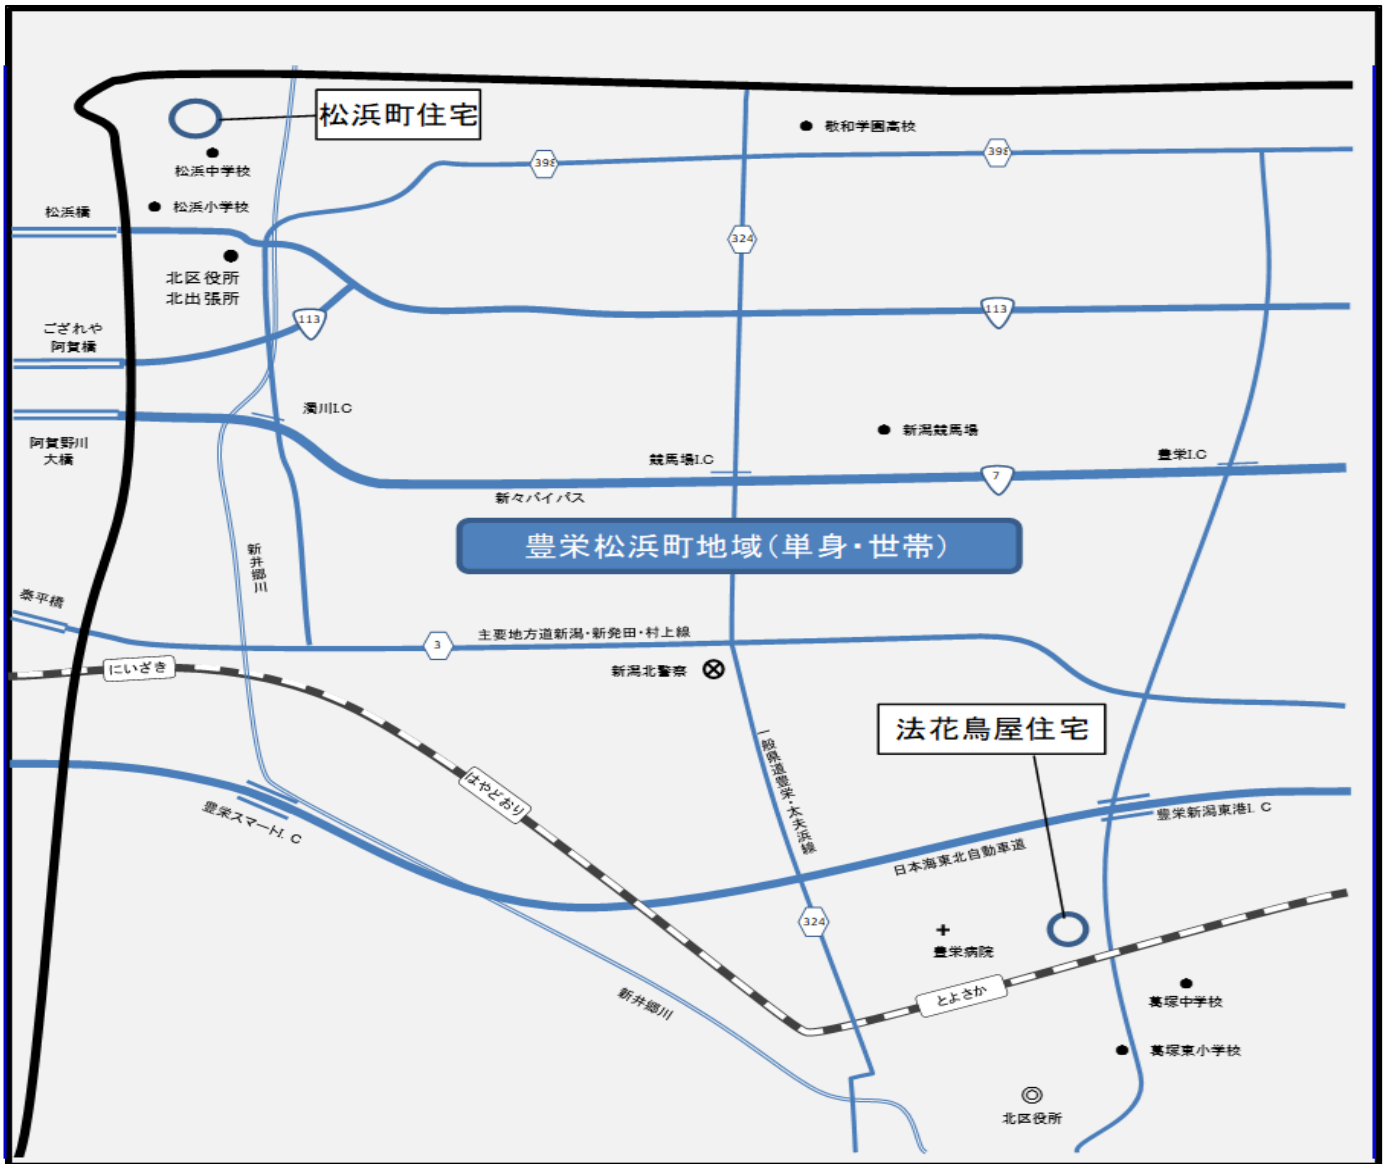 松浜町住宅
敬和学園高校
398
398
松浜中学校
松浜橋
松浜小学校
324
北区役所
北出張所
113
113
ござれや
阿賀橋
濁川I.C
阿賀野川
大橋
新潟競馬場
競馬場I.C
豊栄I.C
7
新々バイパス
豊栄松浜町地域(単身・世帯)
新井郷川
泰平橋
3
主要地方道新潟・新発田・村上線
新潟北警察
にいざき
法花鳥屋住宅
一般県道豊栄・太夫浜線
はやどおり
豊栄スマートI.C
豊栄新潟東港I.C
日本海東北自動車道
324
豊栄病院
とよさか
新井郷川
葛塚中学校
葛塚東小学校
北区役所